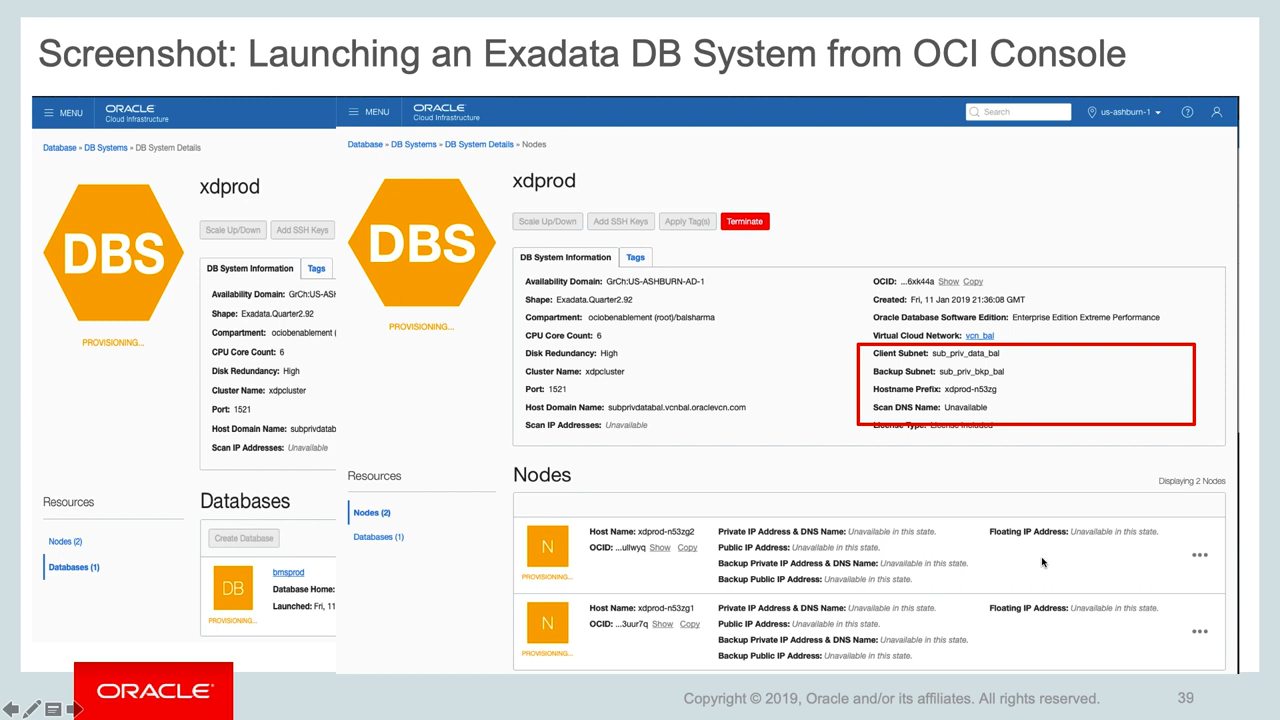 Screenshot: Launching an Exadata DB System from OCI Console
MENU
ORACLE
Cloud Infrastructure
Database » DB Systems » DB System Details
DBS
PROVISIONING...
xdprod
Scale Up/Down
Add SSH Keys
DB System Information
Tags
Availability Domain: GrCh:US-ASH
Shape: Exadata.Quarter2.92
Compartment: ociobenablement (
CPU Core Count: 6
Disk Redundancy: High
Cluster Name: xdpcluster
Port: 1521
Host Domain Name: subprivdatab
Scan IP Addresses: Unavailable
Resources
Nodes (2)
Databases (1)
Databases
Create Database
DB
PROVISIONING...
bmsprod
Database Home:
Launched: Fri, 11
MENU
ORACLE
Cloud Infrastructure
Search
us-ashburn-1
Database » DB Systems » DB System Details » Nodes
DBS
PROVISIONING...
xdprod
Scale Up/Down
Add SSH Keys
Apply Tag(s)
Terminate
DB System Information
Tags
Availability Domain: GrCh:US-ASHBURN-AD-1
Shape: Exadata.Quarter2.92
Compartment: ociobenablement (root)/balsharma
CPU Core Count: 6
Disk Redundancy: High
Cluster Name: xdpcluster
Port: 1521
Host Domain Name: subprivdatabal.vcnbal.oraclevcn.com
Scan IP Addresses: Unavailable
OCID: ...6xk44a Show Copy
Created: Fri, 11 Jan 2019 21:36:08 GMT
Oracle Database Software Edition: Enterprise Edition Extreme Performance
Virtual Cloud Network: vcn_bal
Client Subnet: sub_priv_data_bal
Backup Subnet: sub_priv_bkp_bal
Hostname Prefix: xdprod-n53zg
Scan DNS Name: Unavailable
License Type: License Included
Resources
Nodes (2)
Databases (1)
Nodes
Displaying 2 Nodes
N
PROVISIONING...
Host Name: xdprod-n53zg2
OCID: ...ullwyq Show Copy
Private IP Address & DNS Name: Unavailable in this state.
Public IP Address: Unavailable in this state.
Backup Private IP Address & DNS Name: Unavailable in this state.
Backup Public IP Address: Unavailable in this state.
Floating IP Address: Unavailable in this state.
N
PROVISIONING...
Host Name: xdprod-n53zg1
OCID: ...3uur7q Show Copy
Private IP Address & DNS Name: Unavailable in this state.
Public IP Address: Unavailable in this state.
Backup Private IP Address & DNS Name: Unavailable in this state.
Backup Public IP Address: Unavailable in this state.
Floating IP Address: Unavailable in this state.
ORACLE
Copyright © 2019, Oracle and/or its affiliates. All rights reserved.
39